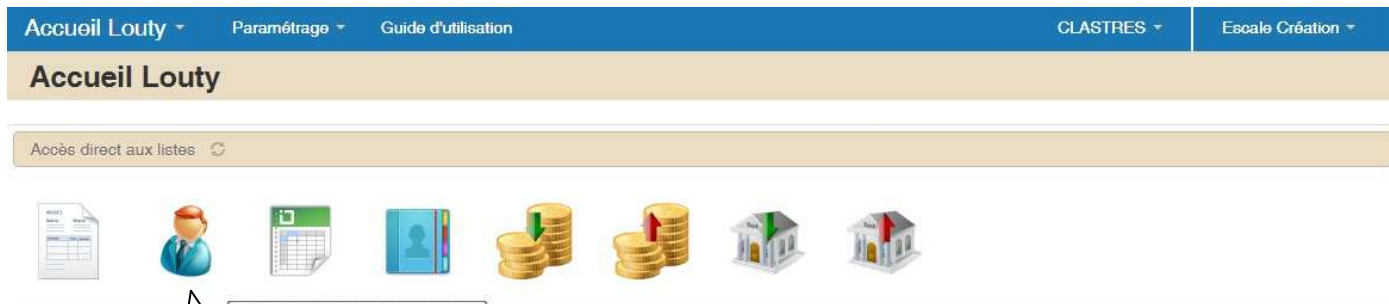 Accueil Louty Paramétrage Guide d'utilisation CLASTRES Escale Création
Accueil Louty
Accès direct aux listes